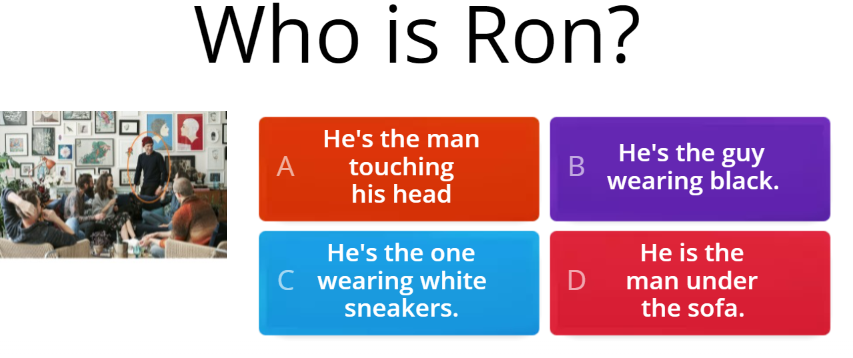 Who is Ron?
A
He's the man
touching
his head
B
He's the guy
wearing black.
C
He's the one
wearing white
sneakers.
D
He is the
man under
the sofa.